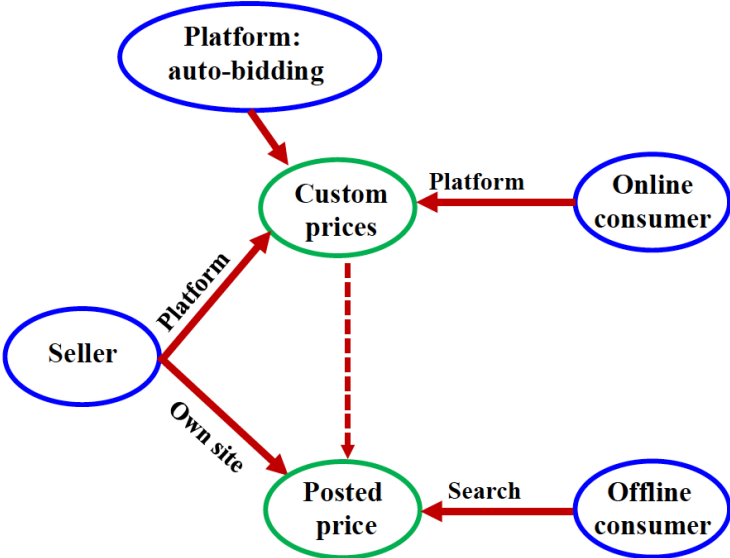 Platform:
auto-bidding
Custom
prices
Platform
Online
consumer
Platform
Seller
Own site
Posted
price
Search
Offline
consumer